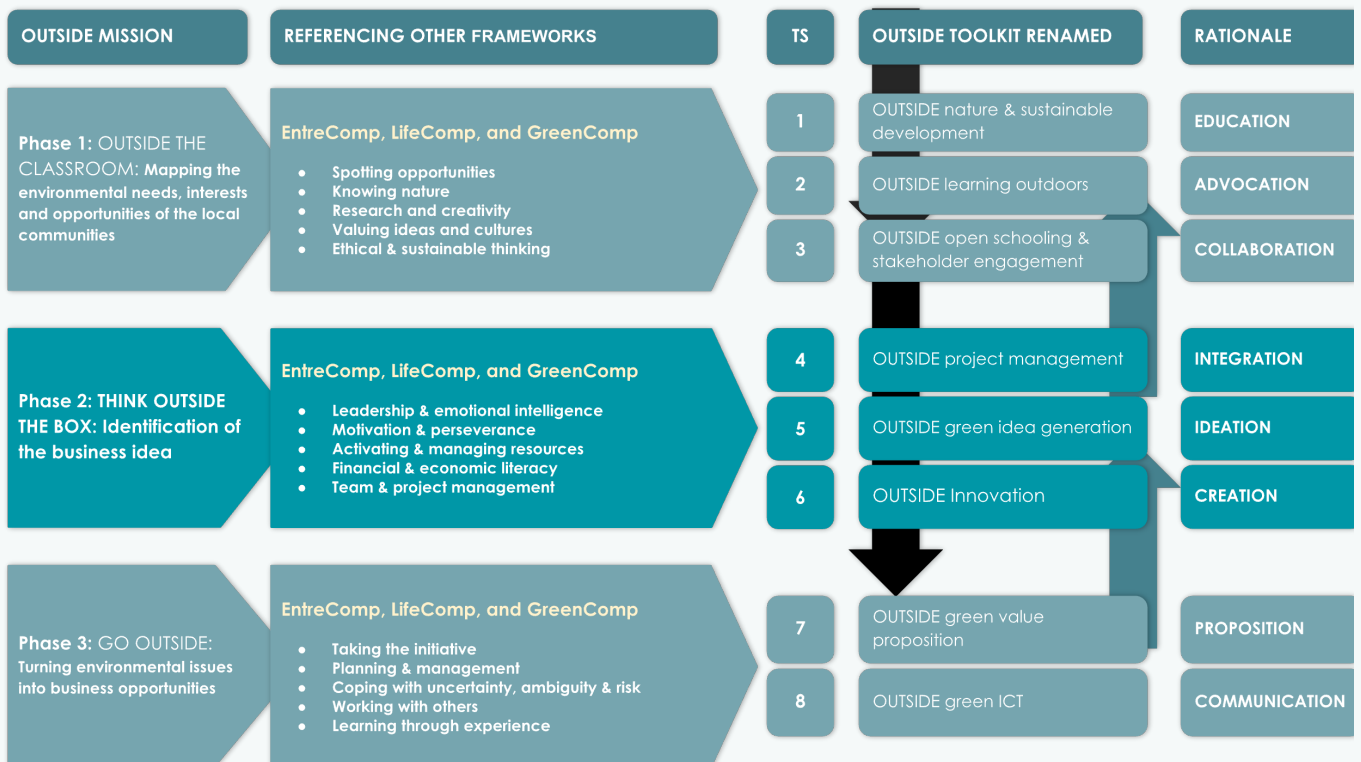 OUTSIDE MISSION
REFERENCING OTHER FRAMEWORKS
TS
OUTSIDE TOOLKIT RENAMED
RATIONALE
Phase 1: OUTSIDE THE
CLASSROOM: Mapping the
environmental needs, interests
and opportunities of the local
communities
EntreComp, LifeComp, and GreenComp
● Spotting opportunities
● Knowing nature
● Research and creativity
● Valuing ideas and cultures
● Ethical & sustainable thinking
1
OUTSIDE nature & sustainable
development
EDUCATION
2
OUTSIDE learning outdoors
ADVOCATION
3
OUTSIDE open schooling &
stakeholder engagement
COLLABORATION
Phase 2: THINK OUTSIDE
THE BOX: Identification of
the business idea
EntreComp, LifeComp, and GreenComp
● Leadership & emotional intelligence
● Motivation & perseverance
● Activating & managing resources
● Financial & economic literacy
● Team & project management
4
OUTSIDE project management
INTEGRATION
5
OUTSIDE green idea generation
IDEATION
6
OUTSIDE Innovation
CREATION
Phase 3: GO OUTSIDE:
Turning environmental issues
into business opportunities
EntreComp, LifeComp, and GreenComp
● Taking the initiative
● Planning & management
● Coping with uncertainty, ambiguity & risk
● Working with others
● Learning through experience
7
OUTSIDE green value
proposition
PROPOSITION
8
OUTSIDE green ICT
COMMUNICATION